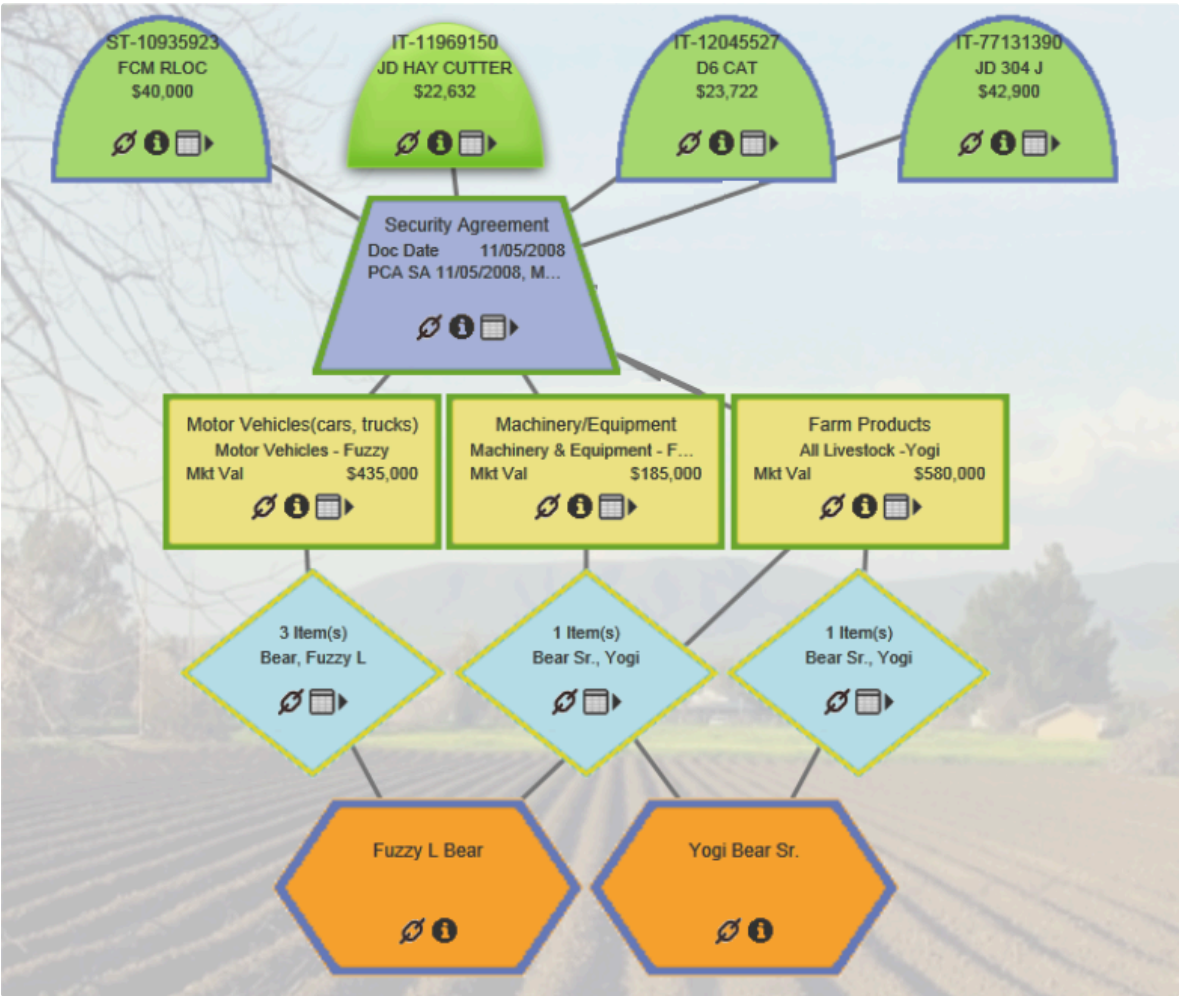 ST-10935923
FCM RLOC
$40,000
IT-11969150
JD HAY CUTTER
$22,632
IT-12045527
D6 CAT
$23,722
IT-77131390
JD 304 J
$42,900
Security Agreement
Doc Date 11/05/2008
PCA SA 11/05/2008, M...
Motor Vehicles(cars, trucks)
Motor Vehicles - Fuzzy
Mkt Val $435,000
Machinery/Equipment
Machinery & Equipment - F...
Mkt Val $185,000
Farm Products
All Livestock -Yogi
Mkt Val $580,000
3 Item(s)
Bear, Fuzzy L
1 Item(s)
Bear Sr., Yogi
1 Item(s)
Bear Sr., Yogi
Fuzzy L Bear
Yogi Bear Sr.